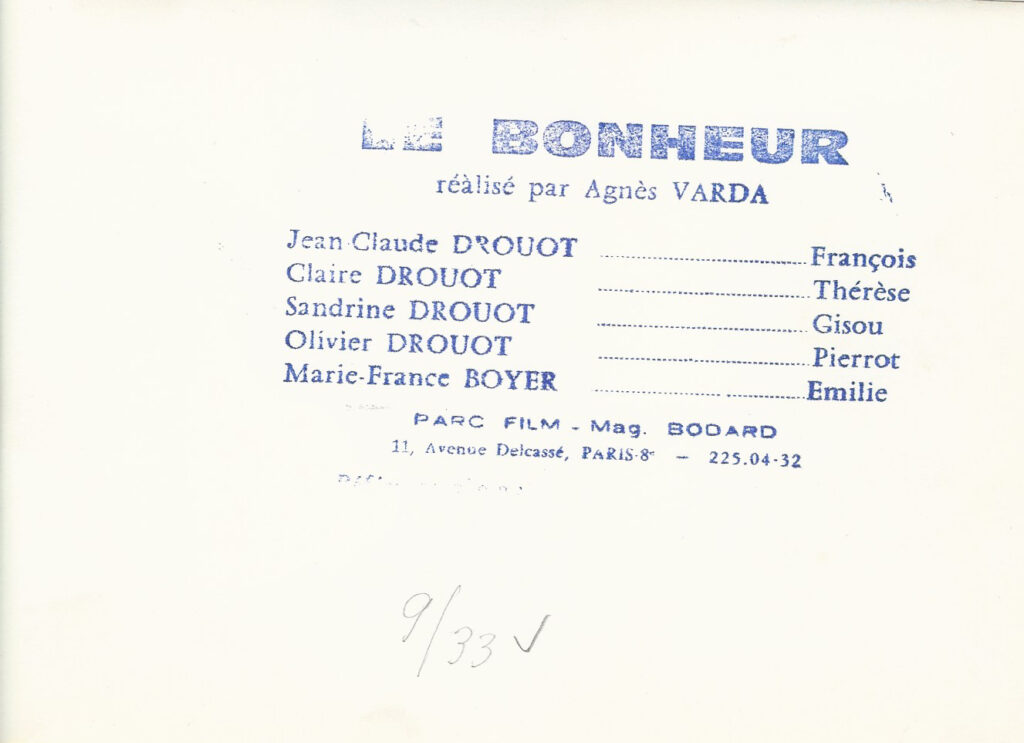 LE BONHEUR
réalisé par Agnès VARDA
Jean-Claude DROUOT ........ François
Claire DROUOT ........ Thérèse
Sandrine DROUOT ........ Gisou
Olivier DROUOT ........ Pierrot
Marie-France BOYER ........ Emilie
PARC FILM - Mag. BODARD
11, Avenue Delcassé, PARIS-8e - 225.04-32
9/33 ✓